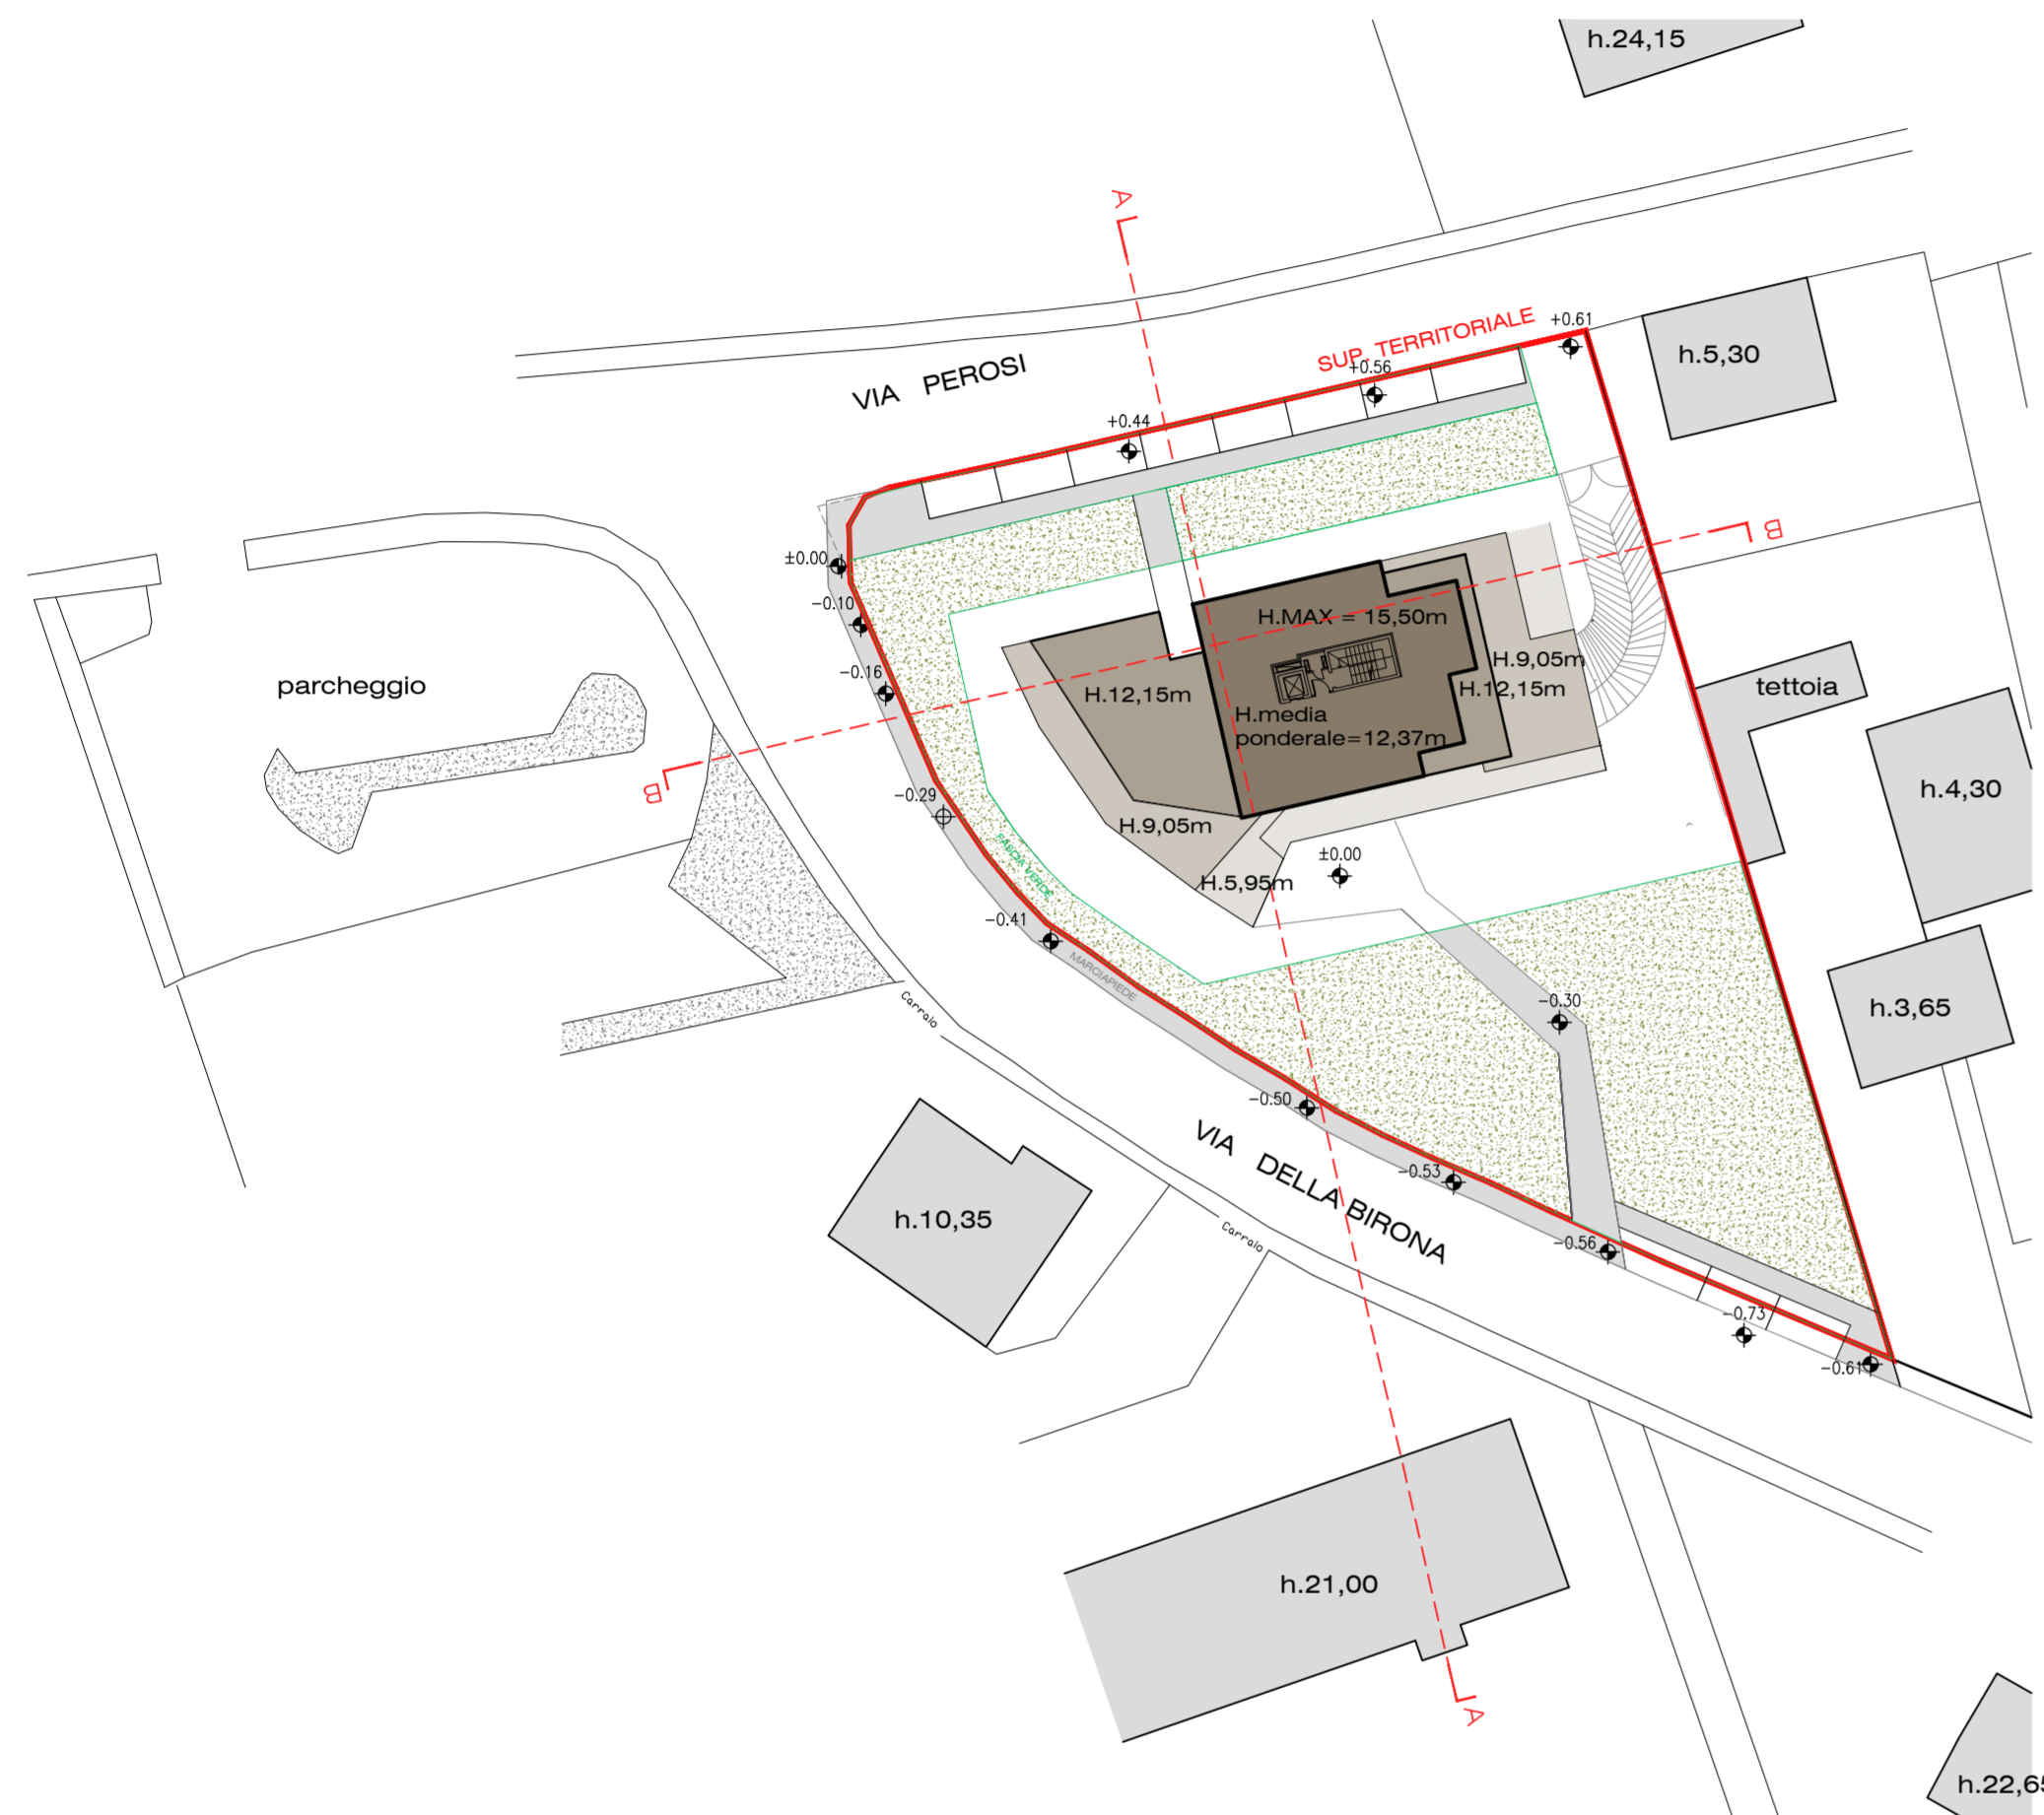 h.24,15
A
SUP. TERRITORIALE
+0.61
h.5,30
VIA PEROSI
+0.56
+0.44
B
±0.00
-0.10
H.MAX = 15,50m
-0.16
parcheggio
H.9,05m
tettoia
H.12,15m
H.12,15m
H.media
ponderale=12,37m
B
-0.29
h.4,30
H.9,05m
FASCIA VERDE
±0.00
H.5,95m
-0.41
MARCIAPIEDE
Carraio
-0.30
h.3,65
-0.50
VIA DELLA BIRONA
-0.53
h.10,35
Carraio
-0.56
-0.73
-0.61
h.21,00
A